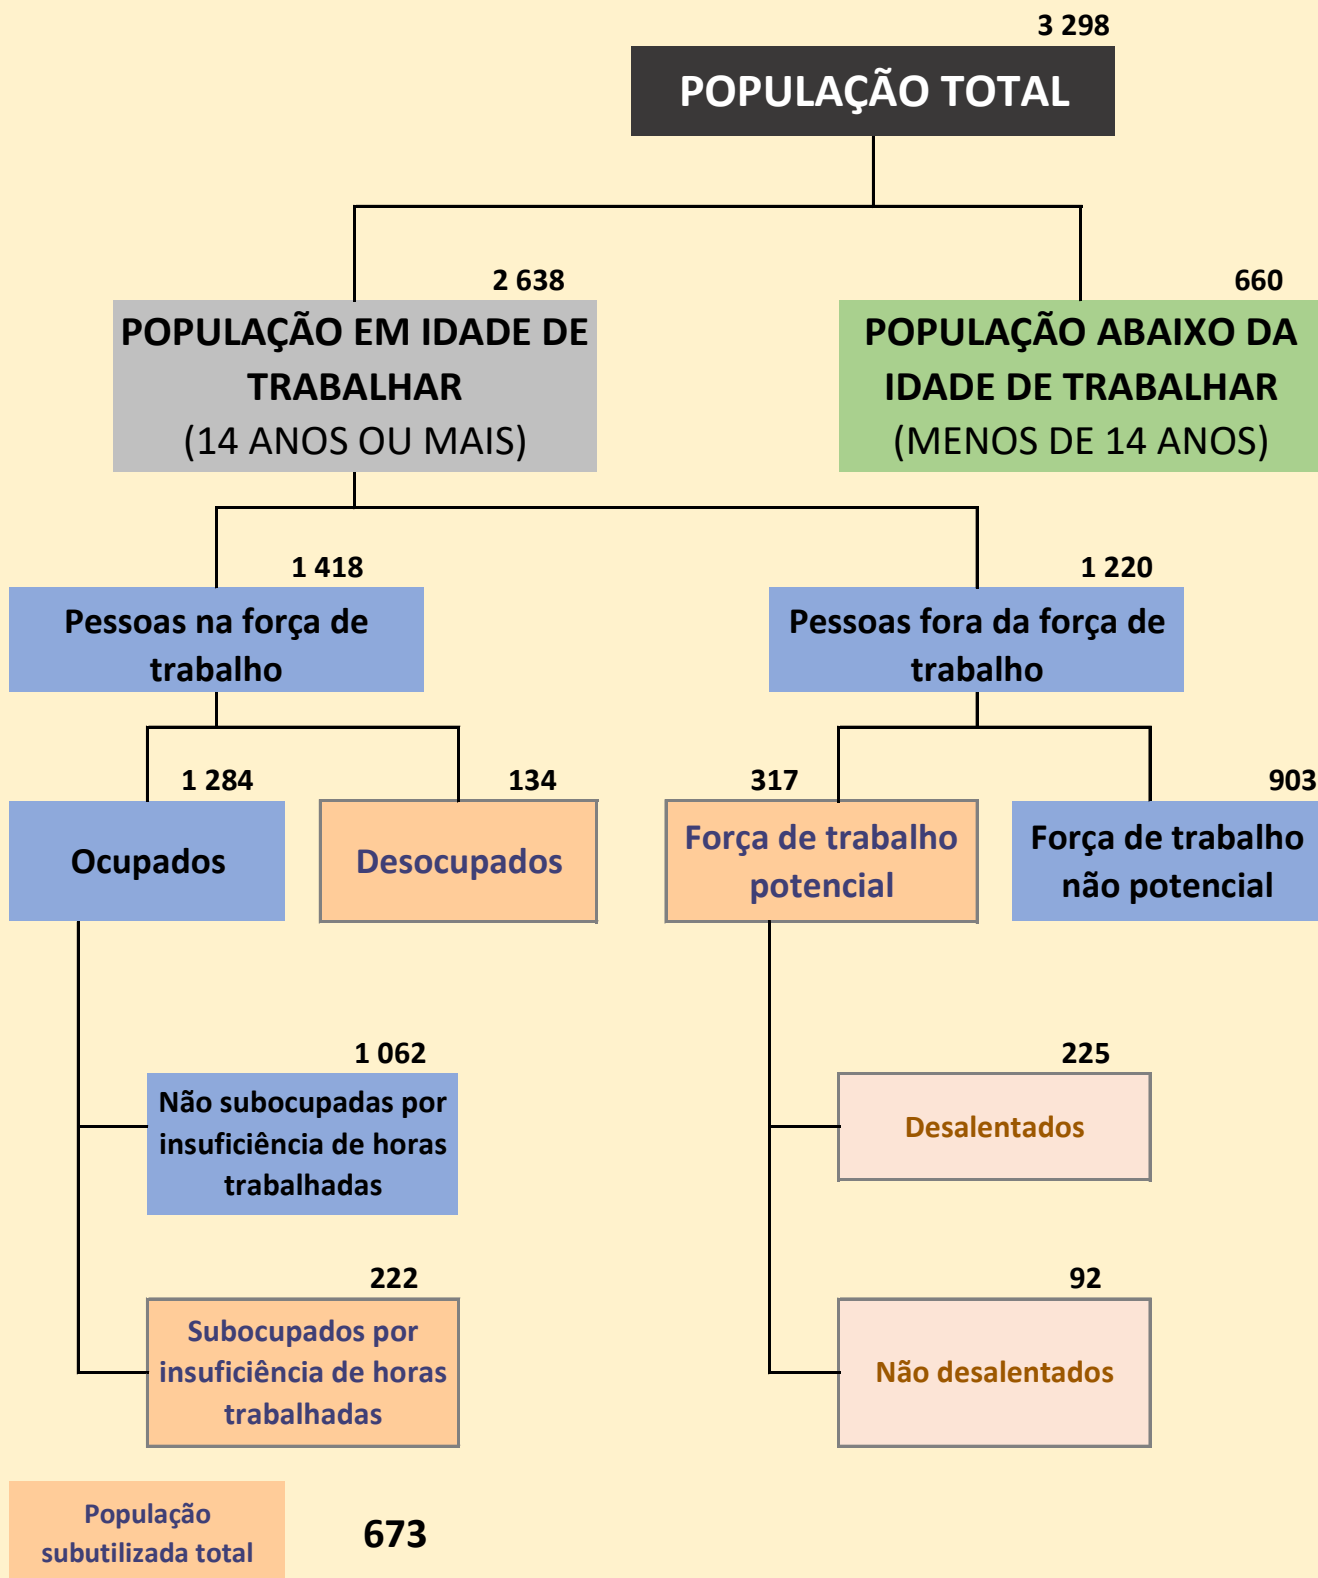 3 298
POPULAÇÃO TOTAL
2 638
POPULAÇÃO EM IDADE DE
TRABALHAR
(14 ANOS OU MAIS)
660
POPULAÇÃO ABAIXO DA
IDADE DE TRABALHAR
(MENOS DE 14 ANOS)
1 418
Pessoas na força de
trabalho
1 220
Pessoas fora da força de
trabalho
1 284
Ocupados
134
Desocupados
317
Força de trabalho
potencial
903
Força de trabalho
não potencial
1 062
Não subocupadas por
insuficiência de horas
trabalhadas
225
Desalentados
222
Subocupados por
insuficiência de horas
trabalhadas
92
Não desalentados
População
subutilizada total
673